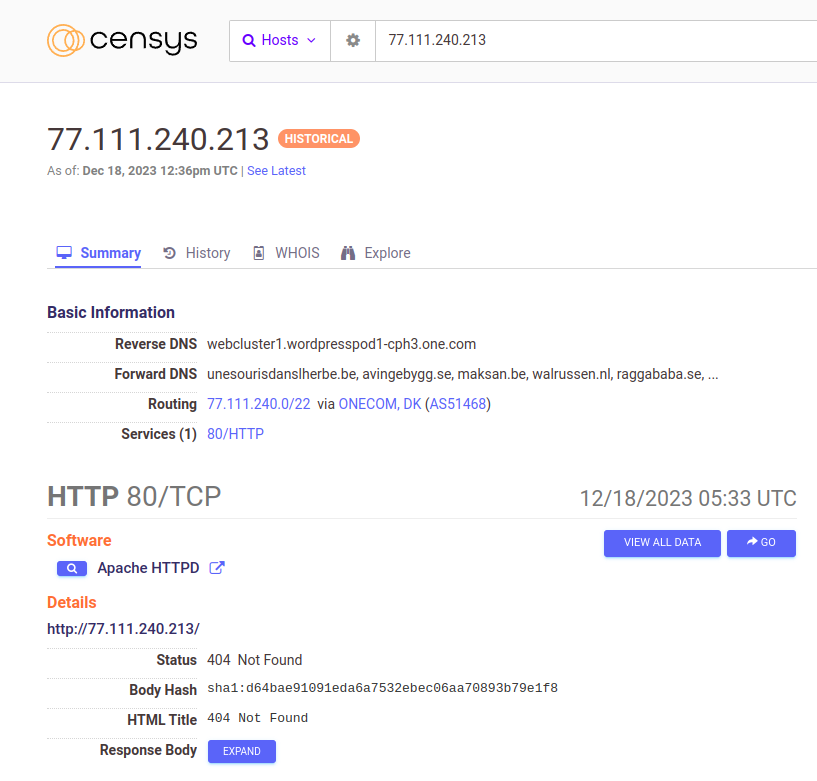 censys Hosts 77.111.240.213
77.111.240.213 HISTORICAL
As of: Dec 18, 2023 12:36pm UTC | See Latest
Summary History WHOIS Explore
Basic Information
Reverse DNS webcluster1.wordpresspod1-cph3.one.com
Forward DNS unesourisdanslherbe.be, avingebygg.se, maksan.be, walrussen.nl, raggababa.se, ...
Routing 77.111.240.0/22 via ONECOM, DK (AS51468)
Services (1) 80/HTTP
HTTP 80/TCP 12/18/2023 05:33 UTC
Software VIEW ALL DATA GO
Apache HTTPD
Details
http://77.111.240.213/
Status 404 Not Found
Body Hash sha1:d64bae91091eda6a7532ebec06aa70893b79e1f8
HTML Title 404 Not Found
Response Body EXPAND